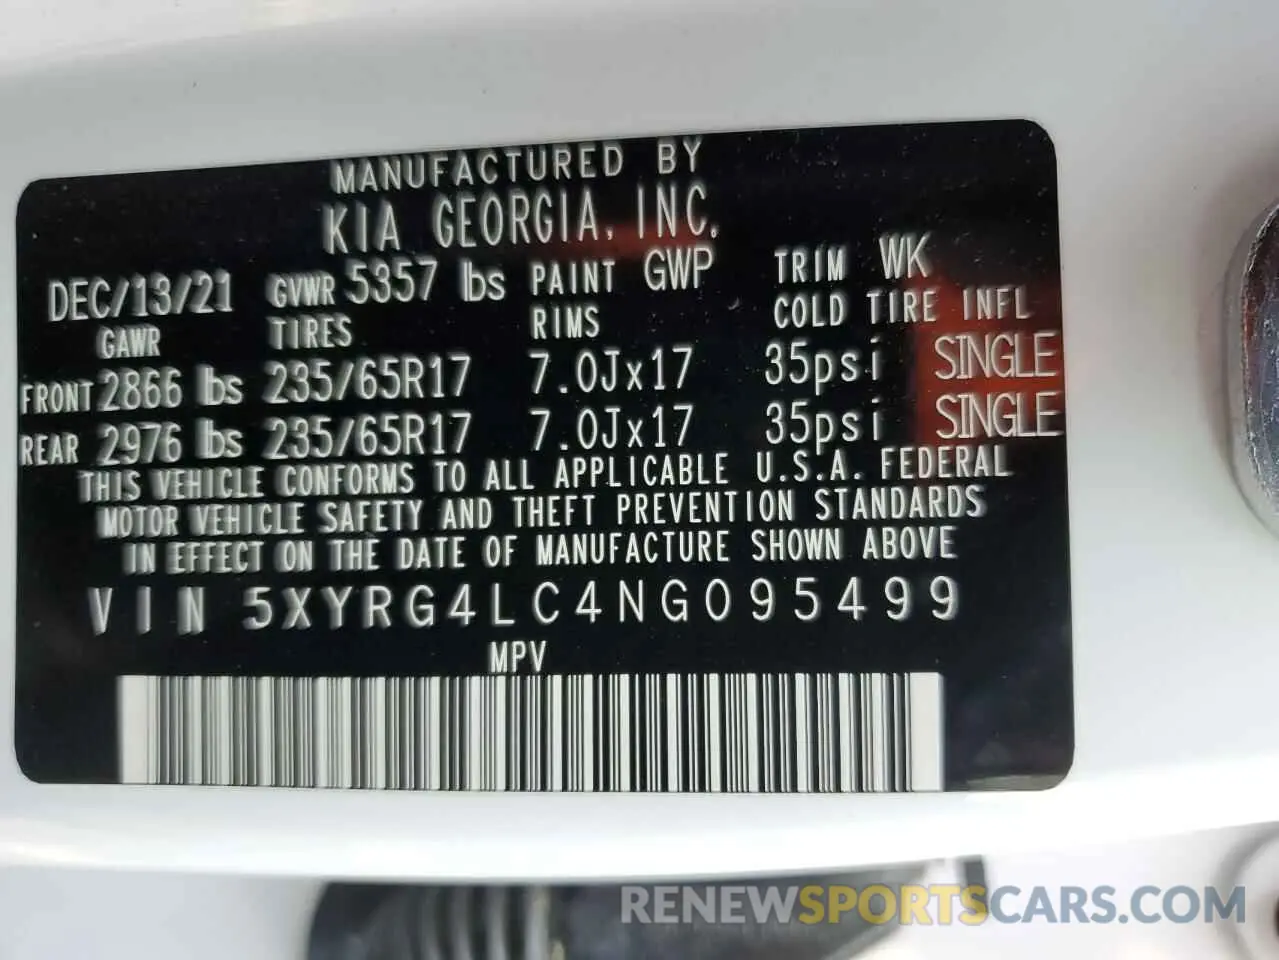 MANUFACTURED BY
KIA GEORGIA, INC.
DEC/13/21 GVWR 5357 lbs PAINT GWP TRIM WK
GAWR TIRES RIMS COLD TIRE INFL
FRONT 2866 lbs 235/65R17 7.0Jx17 35psi SINGLE
REAR 2976 lbs 235/65R17 7.0Jx17 35psi SINGLE
THIS VEHICLE CONFORMS TO ALL APPLICABLE U.S.A. FEDERAL
MOTOR VEHICLE SAFETY AND THEFT PREVENTION STANDARDS
IN EFFECT ON THE DATE OF MANUFACTURE SHOWN ABOVE
VIN 5XYRG4LC4NG095499
MPV
RENEWSPORTSCARS.COM